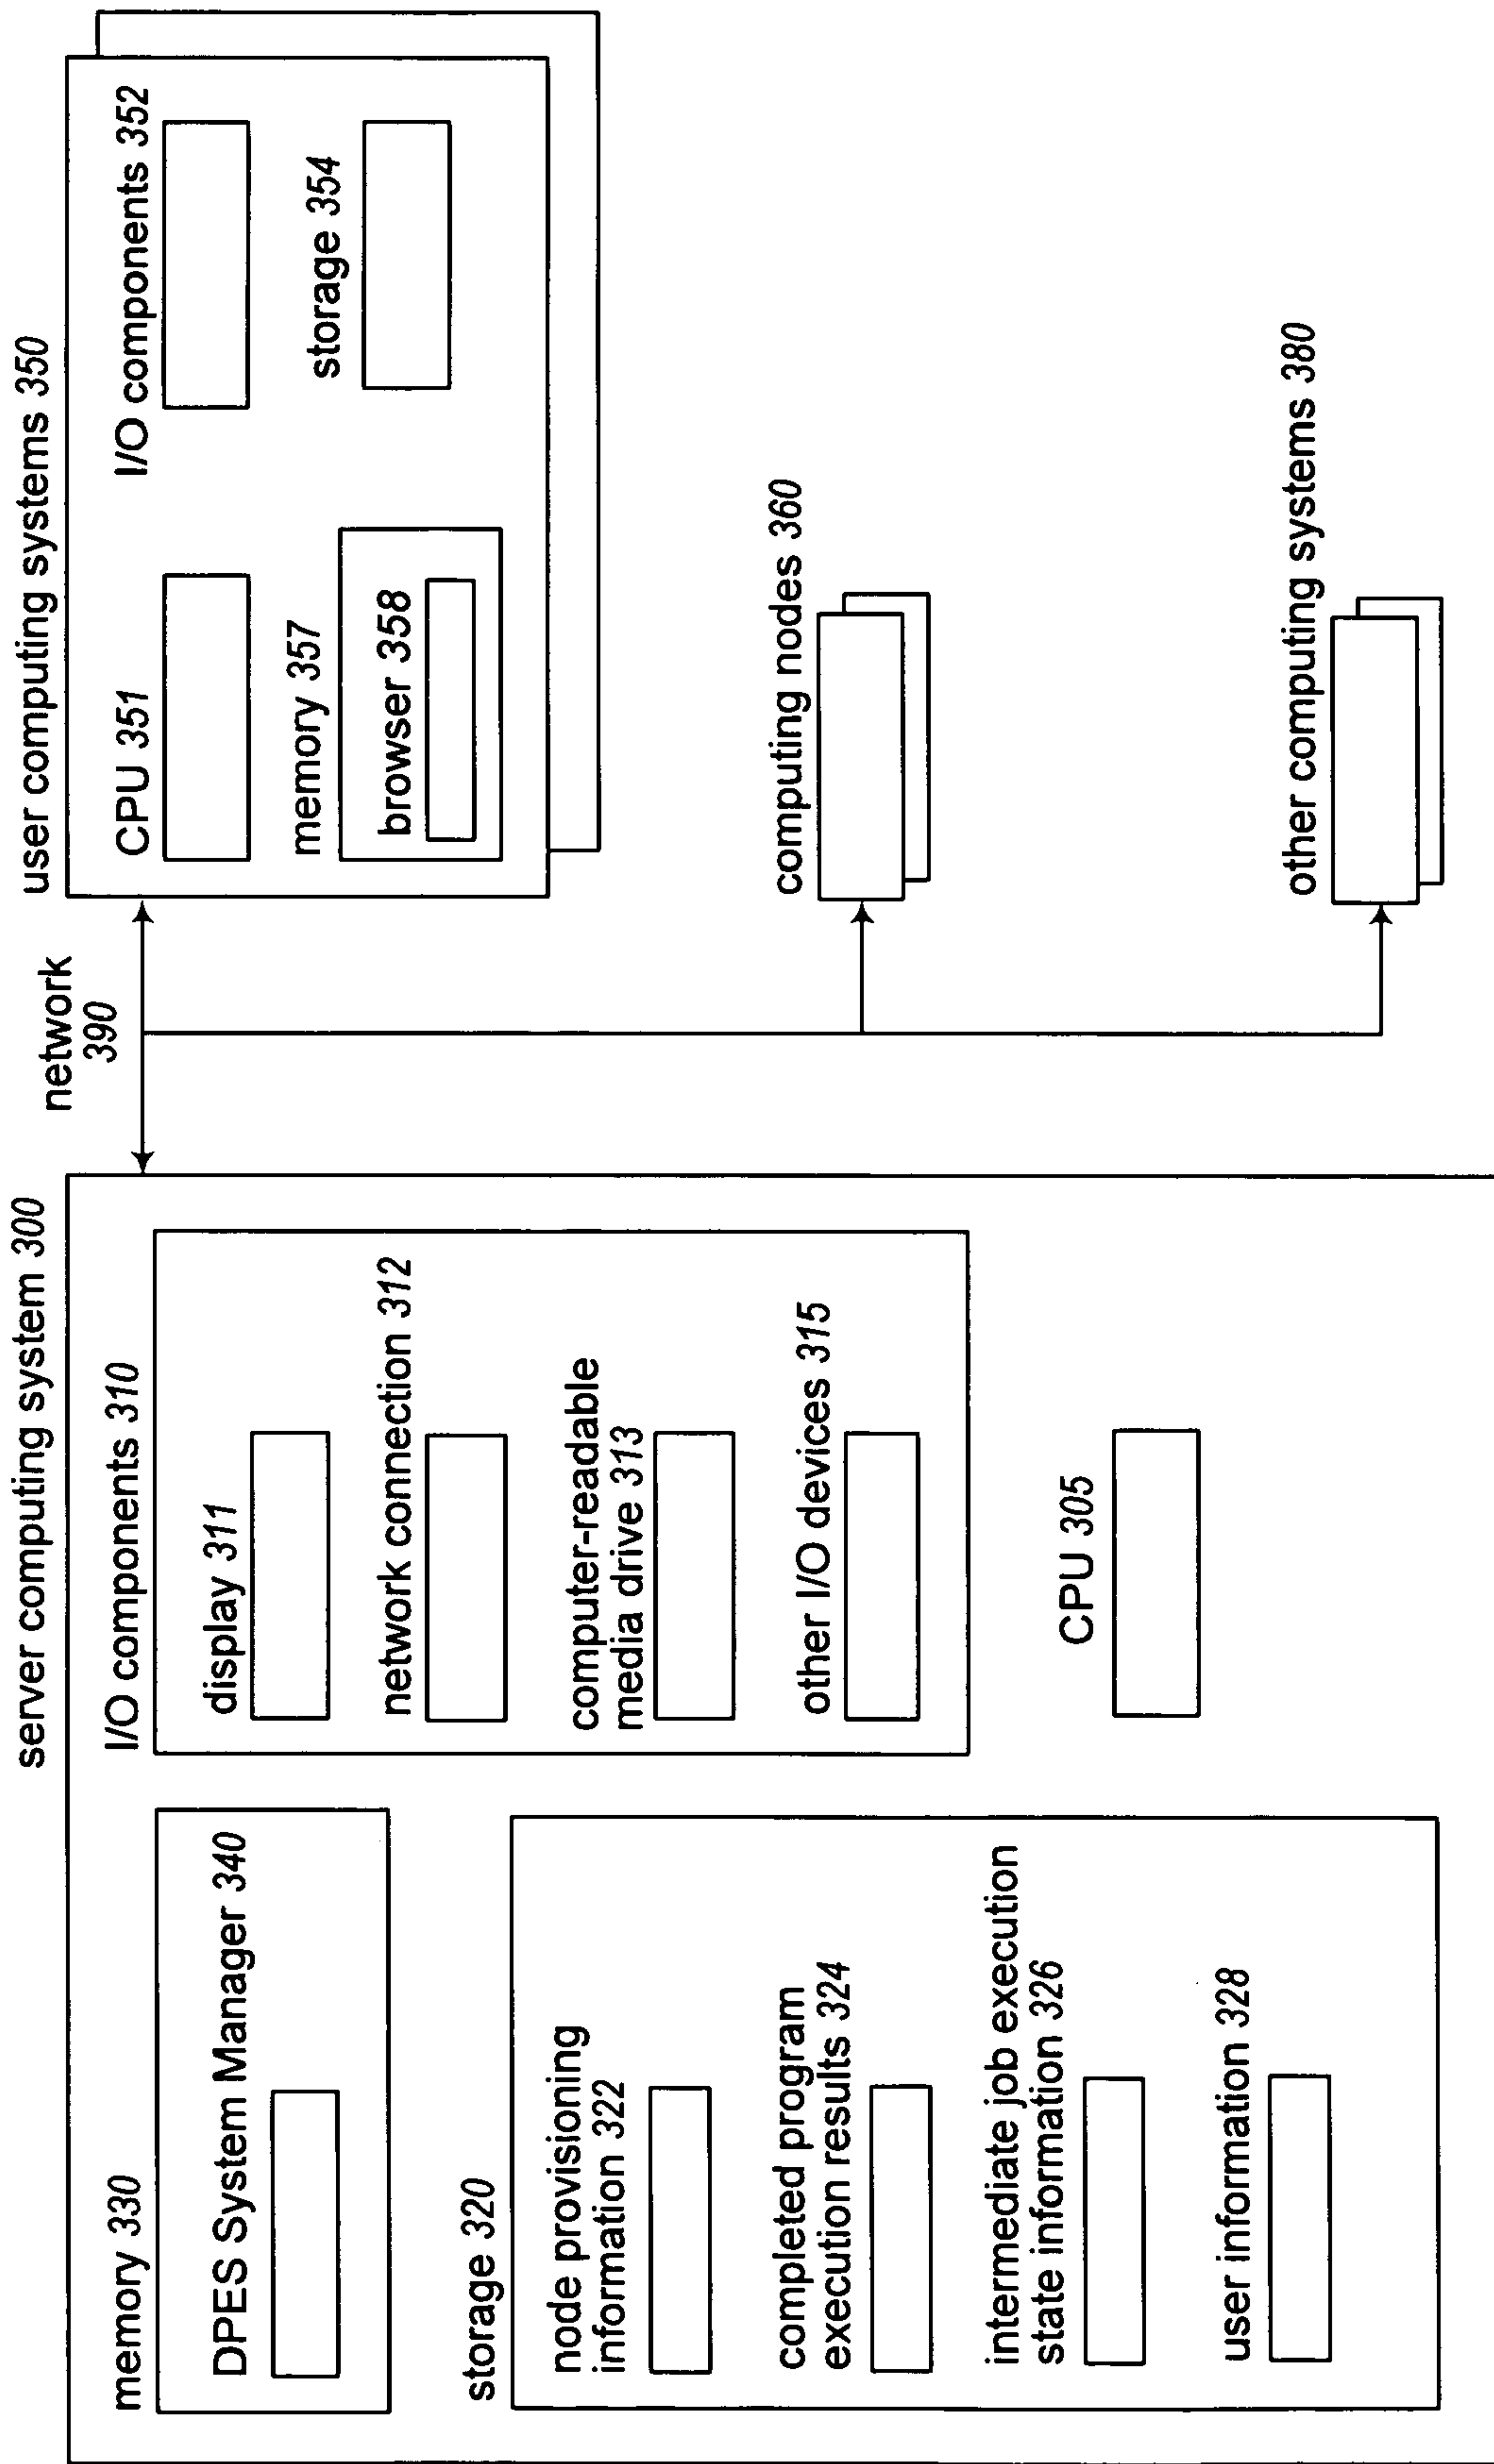 server computing system 300
memory 330
DPES System Manager 340
storage 320
node provisioning
information 322
completed program
execution results 324
intermediate job execution
state information 326
user information 328
I/O components 310
display 311
network connection 312
computer-readable
media drive 313
other I/O devices 315
CPU 305
network
390
user computing systems 350
CPU 351
I/O components 352
memory 357
browser 358
storage 354
computing nodes 360
other computing systems 380